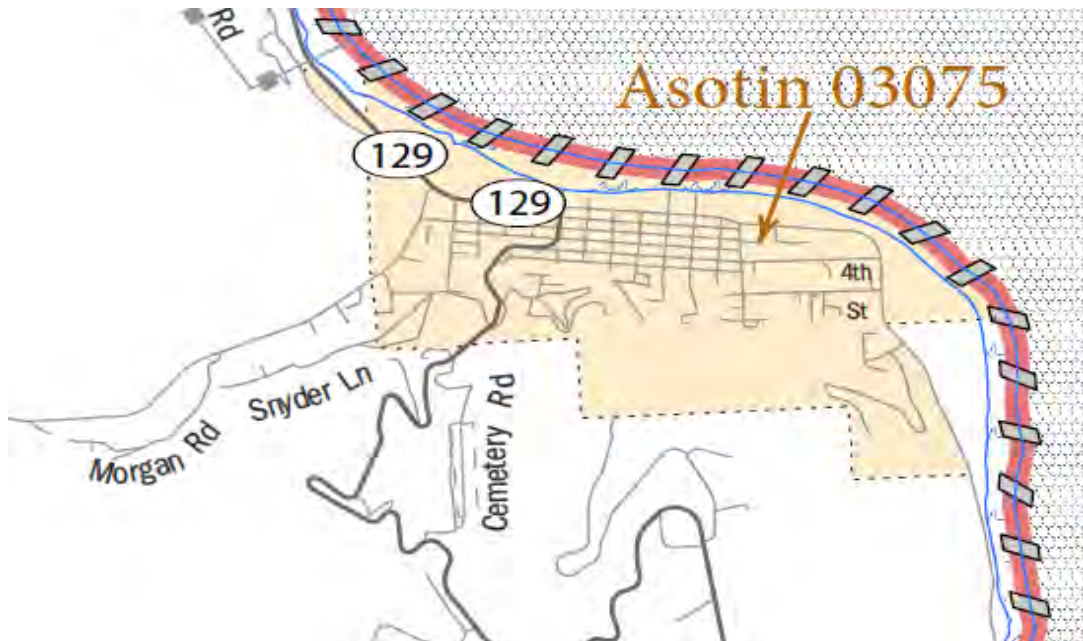 Rd
Asotin 03075
129
129
4th
St
Snyder Ln
Morgan Rd
Cemetery Rd